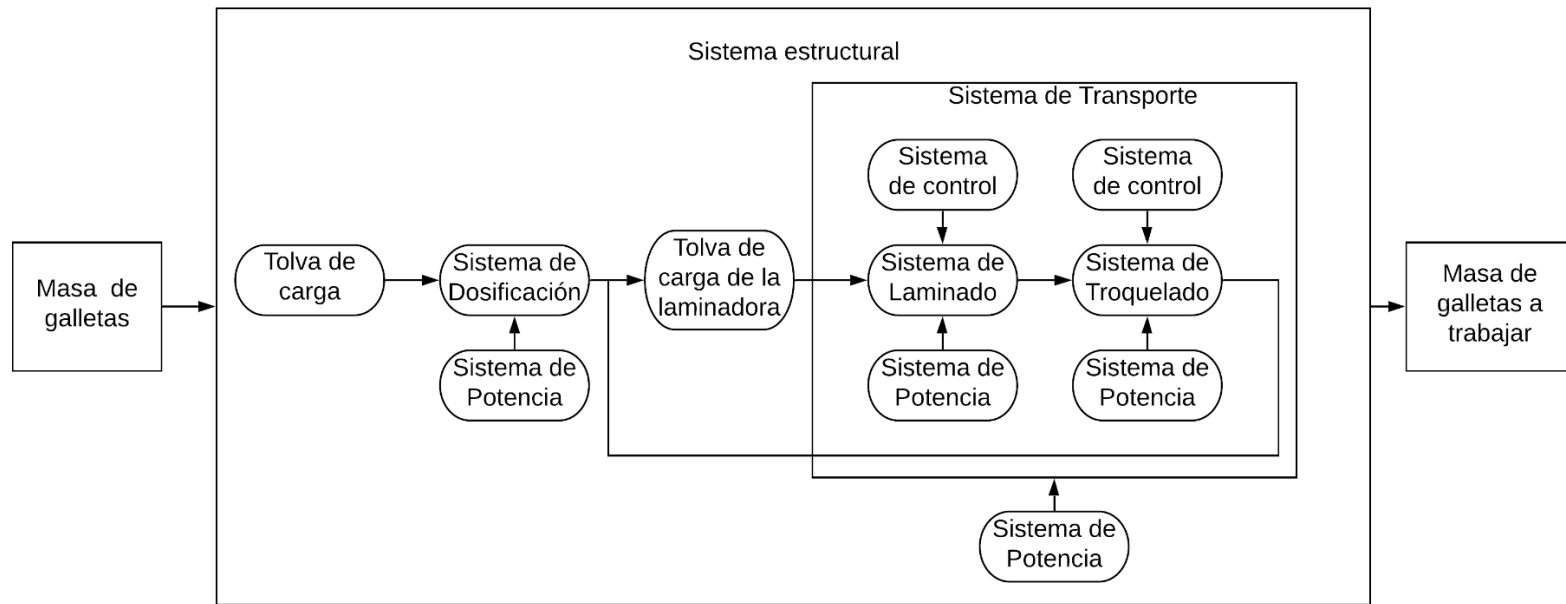 Sistema estructural
Sistema de Transporte
Sistema
de control
Sistema
de control
Masa de
galletas
Tolva de
carga
Sistema de
Dosificación
Tolva de
carga de la
laminadora
Sistema de
Laminado
Sistema de
Troquelado
Masa de
galletas a
trabajar
Sistema de
Potencia
Sistema de
Potencia
Sistema de
Potencia
Sistema de
Potencia